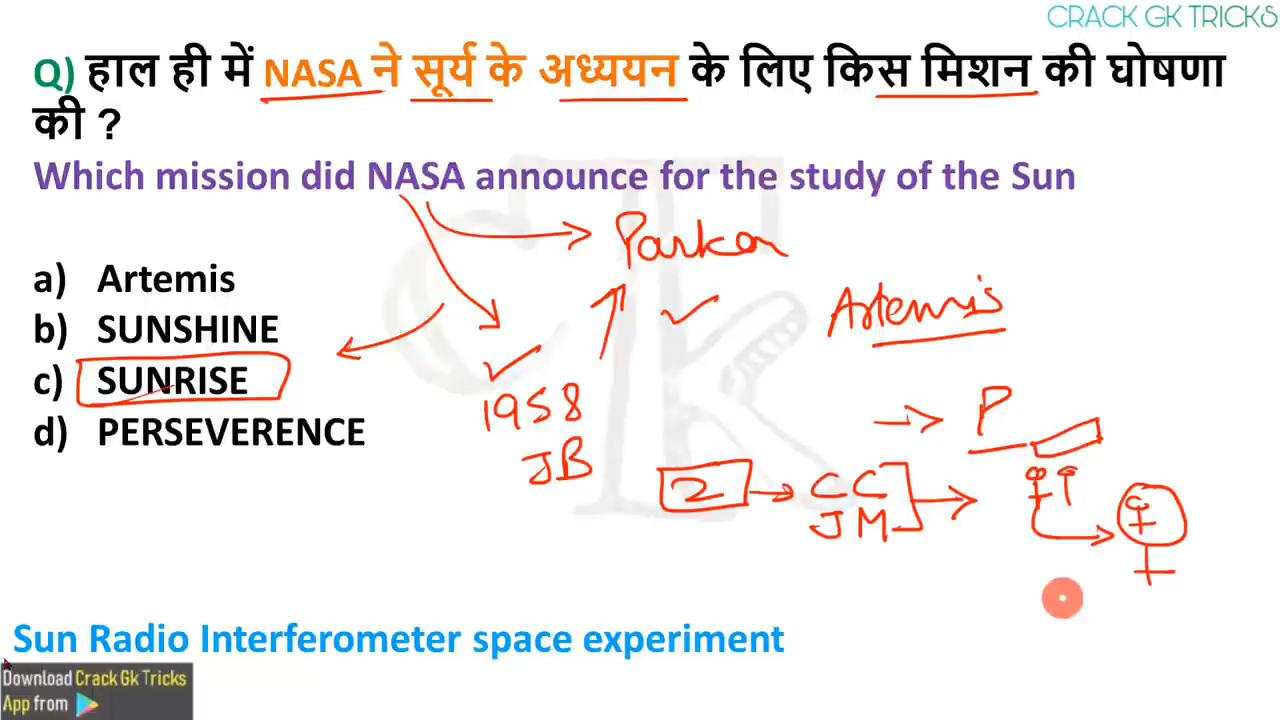 CRACK GK TRICKS
Q) हाल ही में NASA ने सूर्य के अध्ययन के लिए किस मिशन की घोषणा
की ?
Which mission did NASA announce for the study of the Sun
Parker
a) Artemis
Artemis
b) SUNSHINE
c) SUNRISE
1958
P
d) PERSEVERENCE
JB
2
CC
JM
Sun Radio Interferometer space experiment
Download Crack Gk Tricks
App from